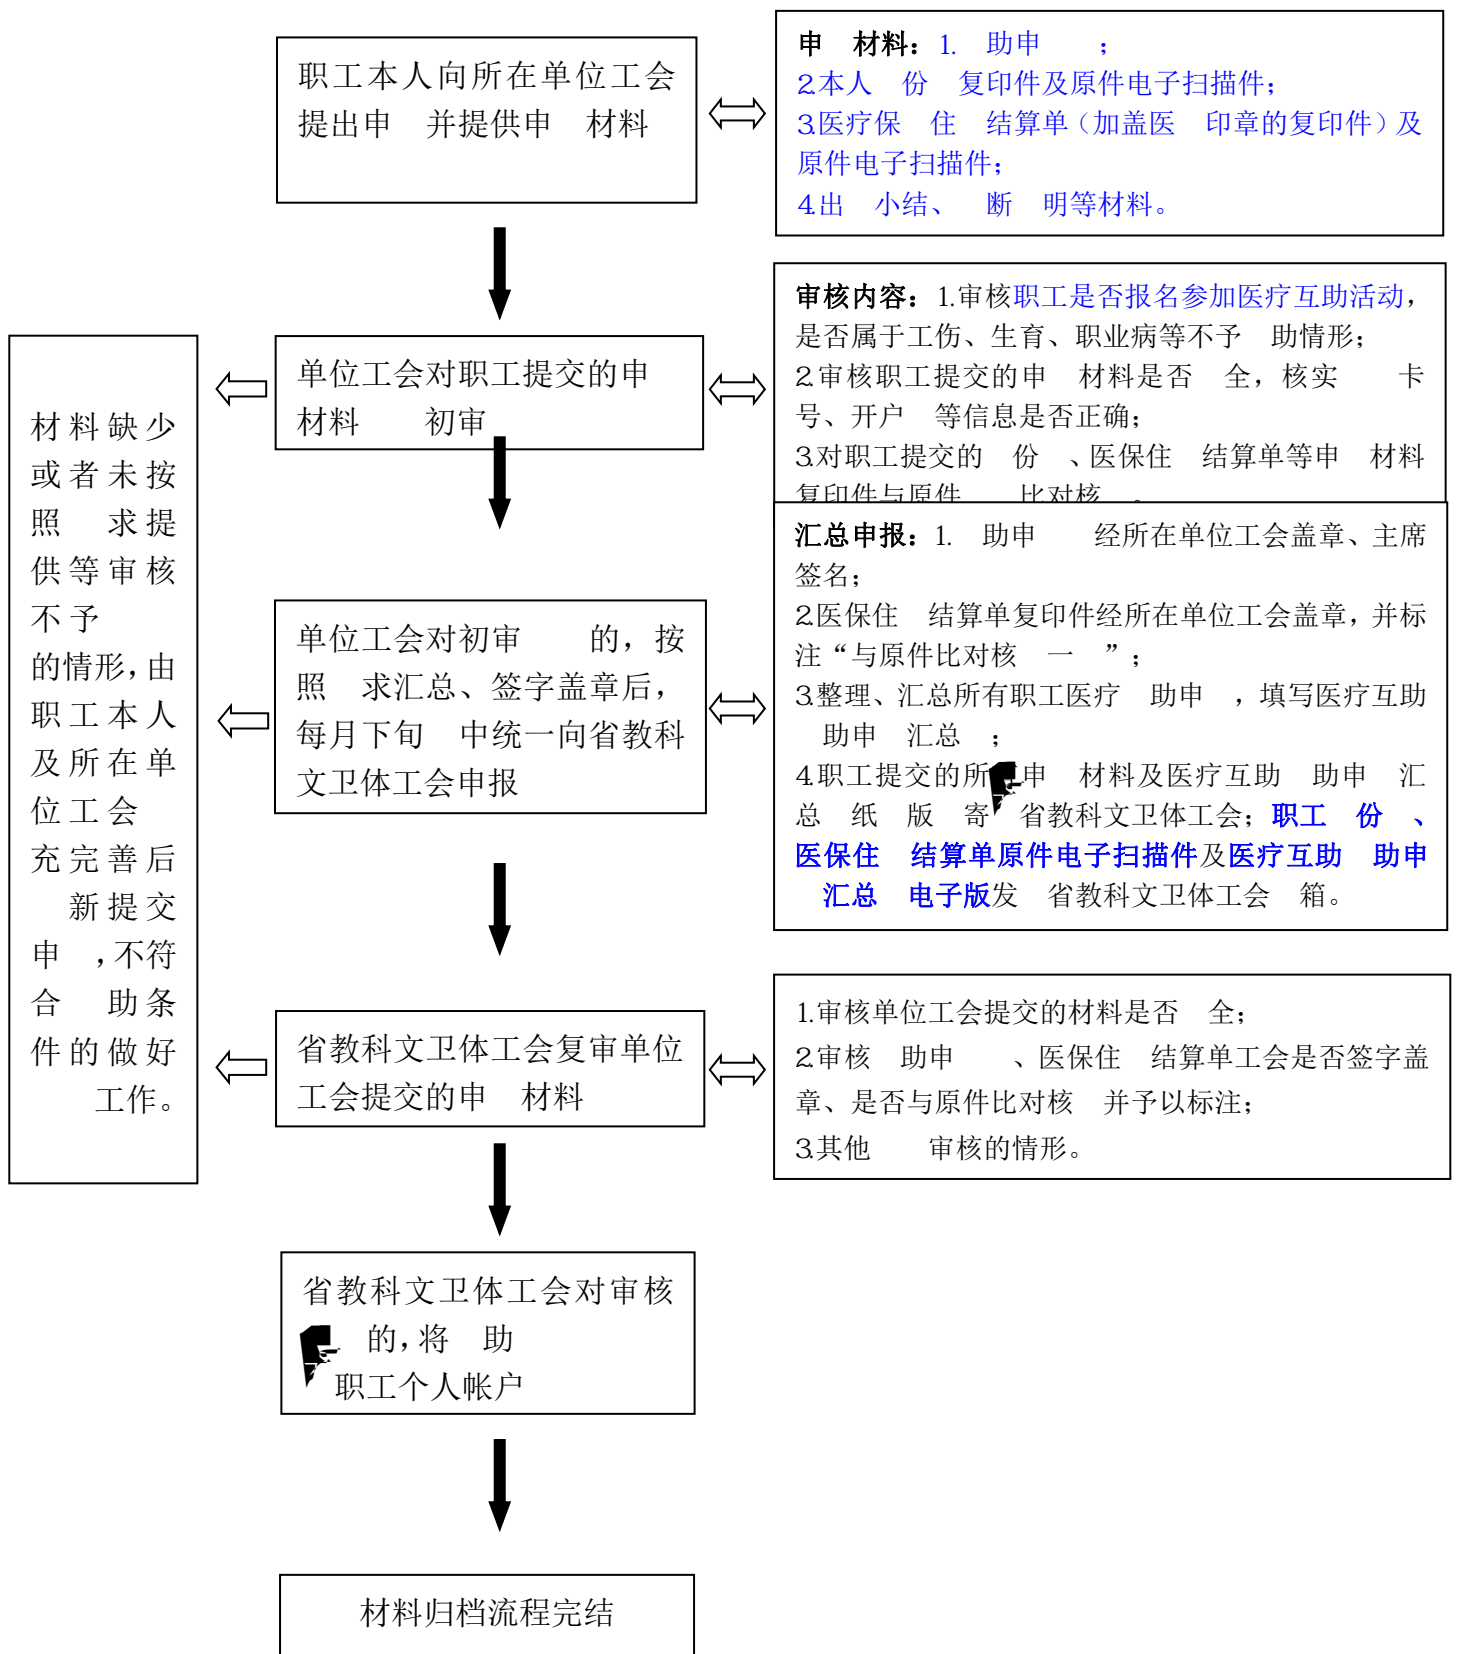 职工本人向所在单位工会
提出申 并提供申 材料
申 材料：1. 助申 ；
2.本人 份 复印件及原件电子扫描件；
3.医疗保 住 结算单（加盖医 印章的复印件）及
原件电子扫描件；
4.出 小结、 断 明等材料。
单位工会对职工提交的申
材料 初审
审核内容：1.审核职工是否报名参加医疗互助活动，
是否属于工伤、生育、职业病等不予 助情形；
2.审核职工提交的申 材料是否 全，核实 卡
号、开户 等信息是否正确；
3.对职工提交的 份 、医保住 结算单等申 材料
复印件与原件 比对核 。
材料缺少
或者未按
照 求提
供等审核
不予
的情形，由
职工本人
及所在单
位工会
充完善后
新提交
申 ，不符
合 助条
件的做好
工作。
单位工会对初审 的，按
照 求汇总、签字盖章后，
每月下旬 中统一向省教科
文卫体工会申报
汇总申报：1. 助申 经所在单位工会盖章、主席
签名；
2.医保住 结算单复印件经所在单位工会盖章，并标
注“与原件比对核 一 ”；
3.整理、汇总所有职工医疗 助申 ，填写医疗互助
助申 汇总 ；
4.职工提交的所 申 材料及医疗互助 助申 汇
总 纸 版 寄 省教科文卫体工会；职工 份 、
医保住 结算单原件电子扫描件及医疗互助 助申
汇总 电子版发 省教科文卫体工会 箱。
省教科文卫体工会复审单位
工会提交的申 材料
1.审核单位工会提交的材料是否 全；
2.审核 助申 、医保住 结算单工会是否签字盖
章、是否与原件比对核 并予以标注；
3.其他 审核的情形。
省教科文卫体工会对审核
的，将 助
职工个人帐户
材料归档流程完结